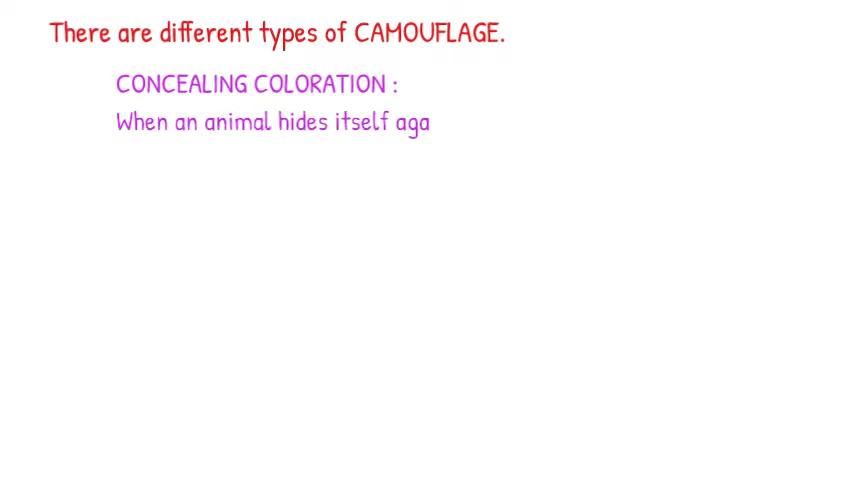 There are different types of CAMOUFLAGE.
CONCEALING COLORATION :
When an animal hides itself aga